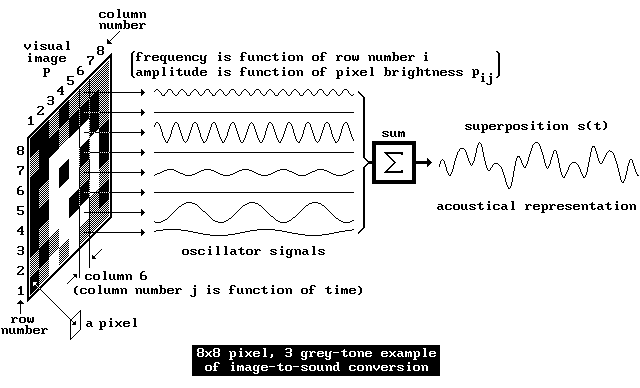 column
number
visual
image
P
1 2 3 4 5 6 7 8
(frequency is function of row number i
amplitude is function of pixel brightness Pij)
8
7
6
5
4
3
2
1
sum
Σ
superposition s(t)
acoustical representation
oscillator signals
column 6
(column number j is function of time)
row
number
a pixel
8x8 pixel, 3 grey-tone example
of image-to-sound conversion